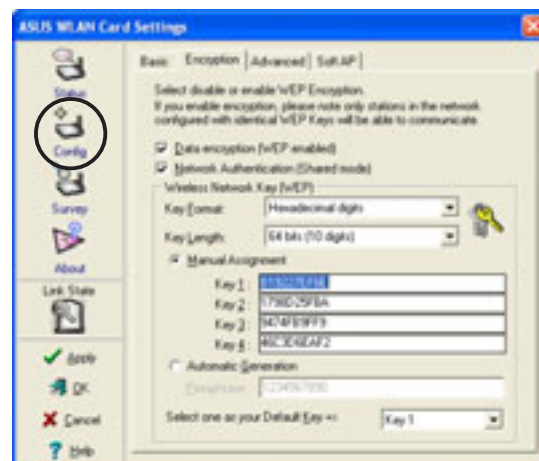 ASUS WLAN Card Settings
Status
Config
Survey
About
Link State
Apply
OK
Cancel
Help
Basic Encryption Advanced Soft AP
Select disable or enable WEP Encryption.
If you enable encryption, please note only stations in the network
configured with identical WEP Keys will be able to communicate.
Data encryption (WEP enabled)
Network Authentication (Shared mode)
Wireless Network Key (WEP)
Key Format: Hexadecimal digits
Key Length: 64 bits (10 digits)
Manual Assignment
Key 1:
Key 2: 1798D25FBA
Key 3: 9474FB9FF9
Key 4: 46C3D6EAF2
Automatic Generation
Passphrase: 1234567890
Select one as your Default Key => Key 1